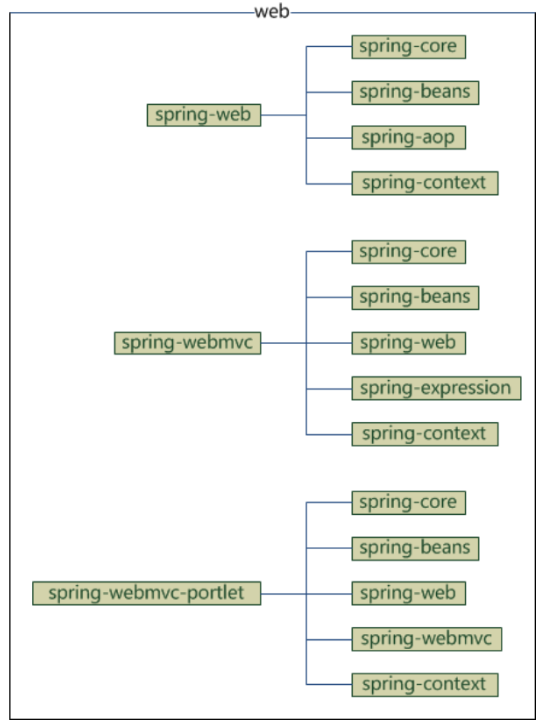 web
spring-web
spring-core
spring-beans
spring-aop
spring-context
spring-webmvc
spring-core
spring-beans
spring-web
spring-expression
spring-context
spring-webmvc-portlet
spring-core
spring-beans
spring-web
spring-webmvc
spring-context